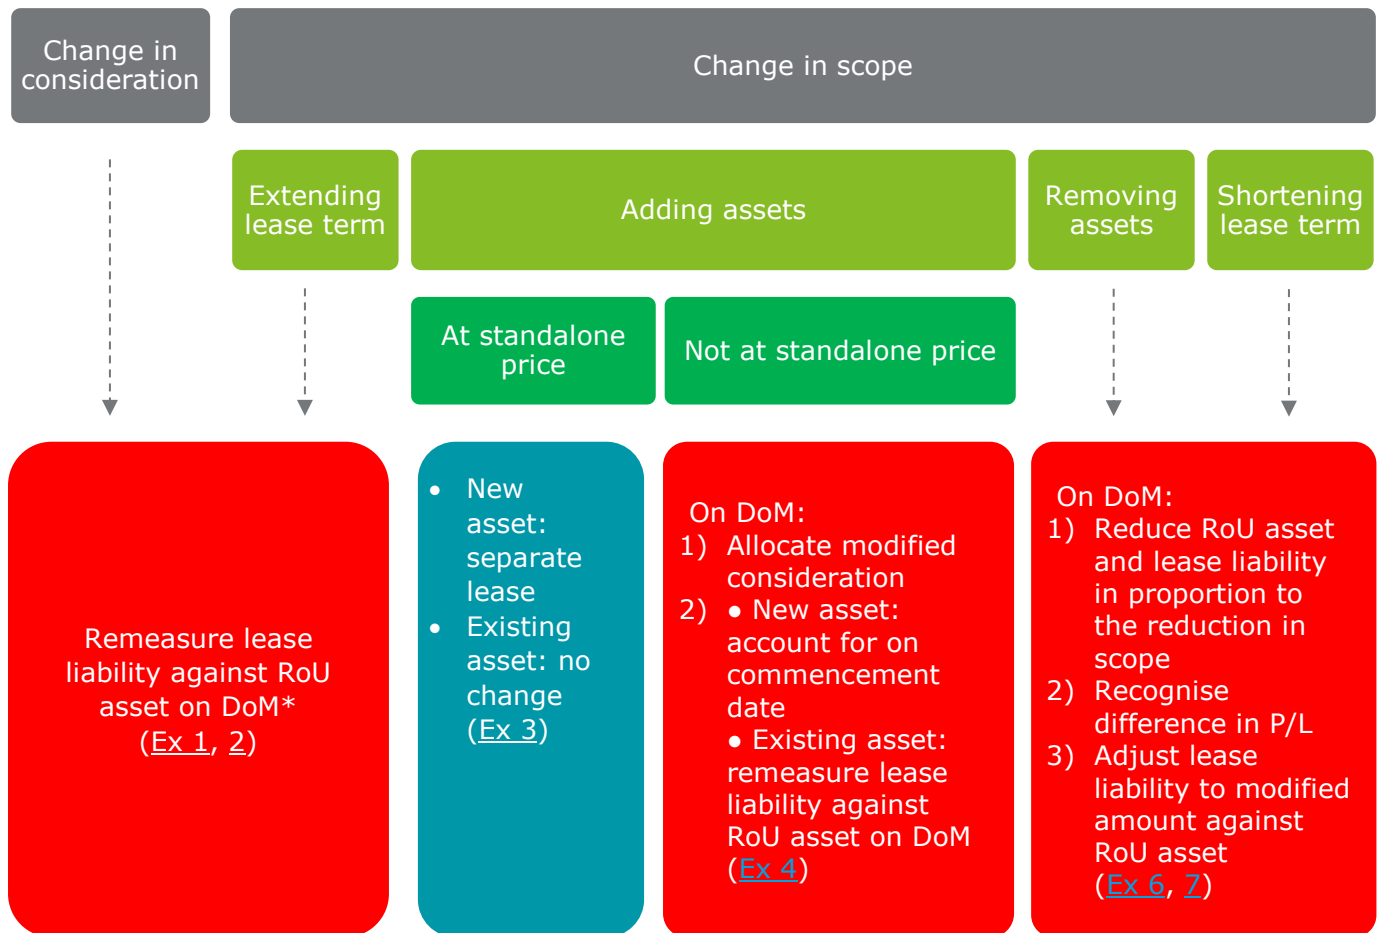 Change in
consideration
Change in scope
Extending
lease term
Adding assets
Removing
assets
Shortening
lease term
At standalone
price
Not at standalone price
Remeasure lease
liability against RoU
asset on DoM*
(Ex 1, 2)
• New
asset:
separate
lease
• Existing
asset: no
change
(Ex 3)
On DoM:
1) Allocate modified
consideration
2) ● New asset:
account for on
commencement
date
● Existing asset:
remeasure lease
liability against
RoU asset on DoM
(Ex 4)
On DoM:
1) Reduce RoU asset
and lease liability
in proportion to
the reduction in
scope
2) Recognise
difference in P/L
3) Adjust lease
liability to modified
amount against
RoU asset
(Ex 6, 7)